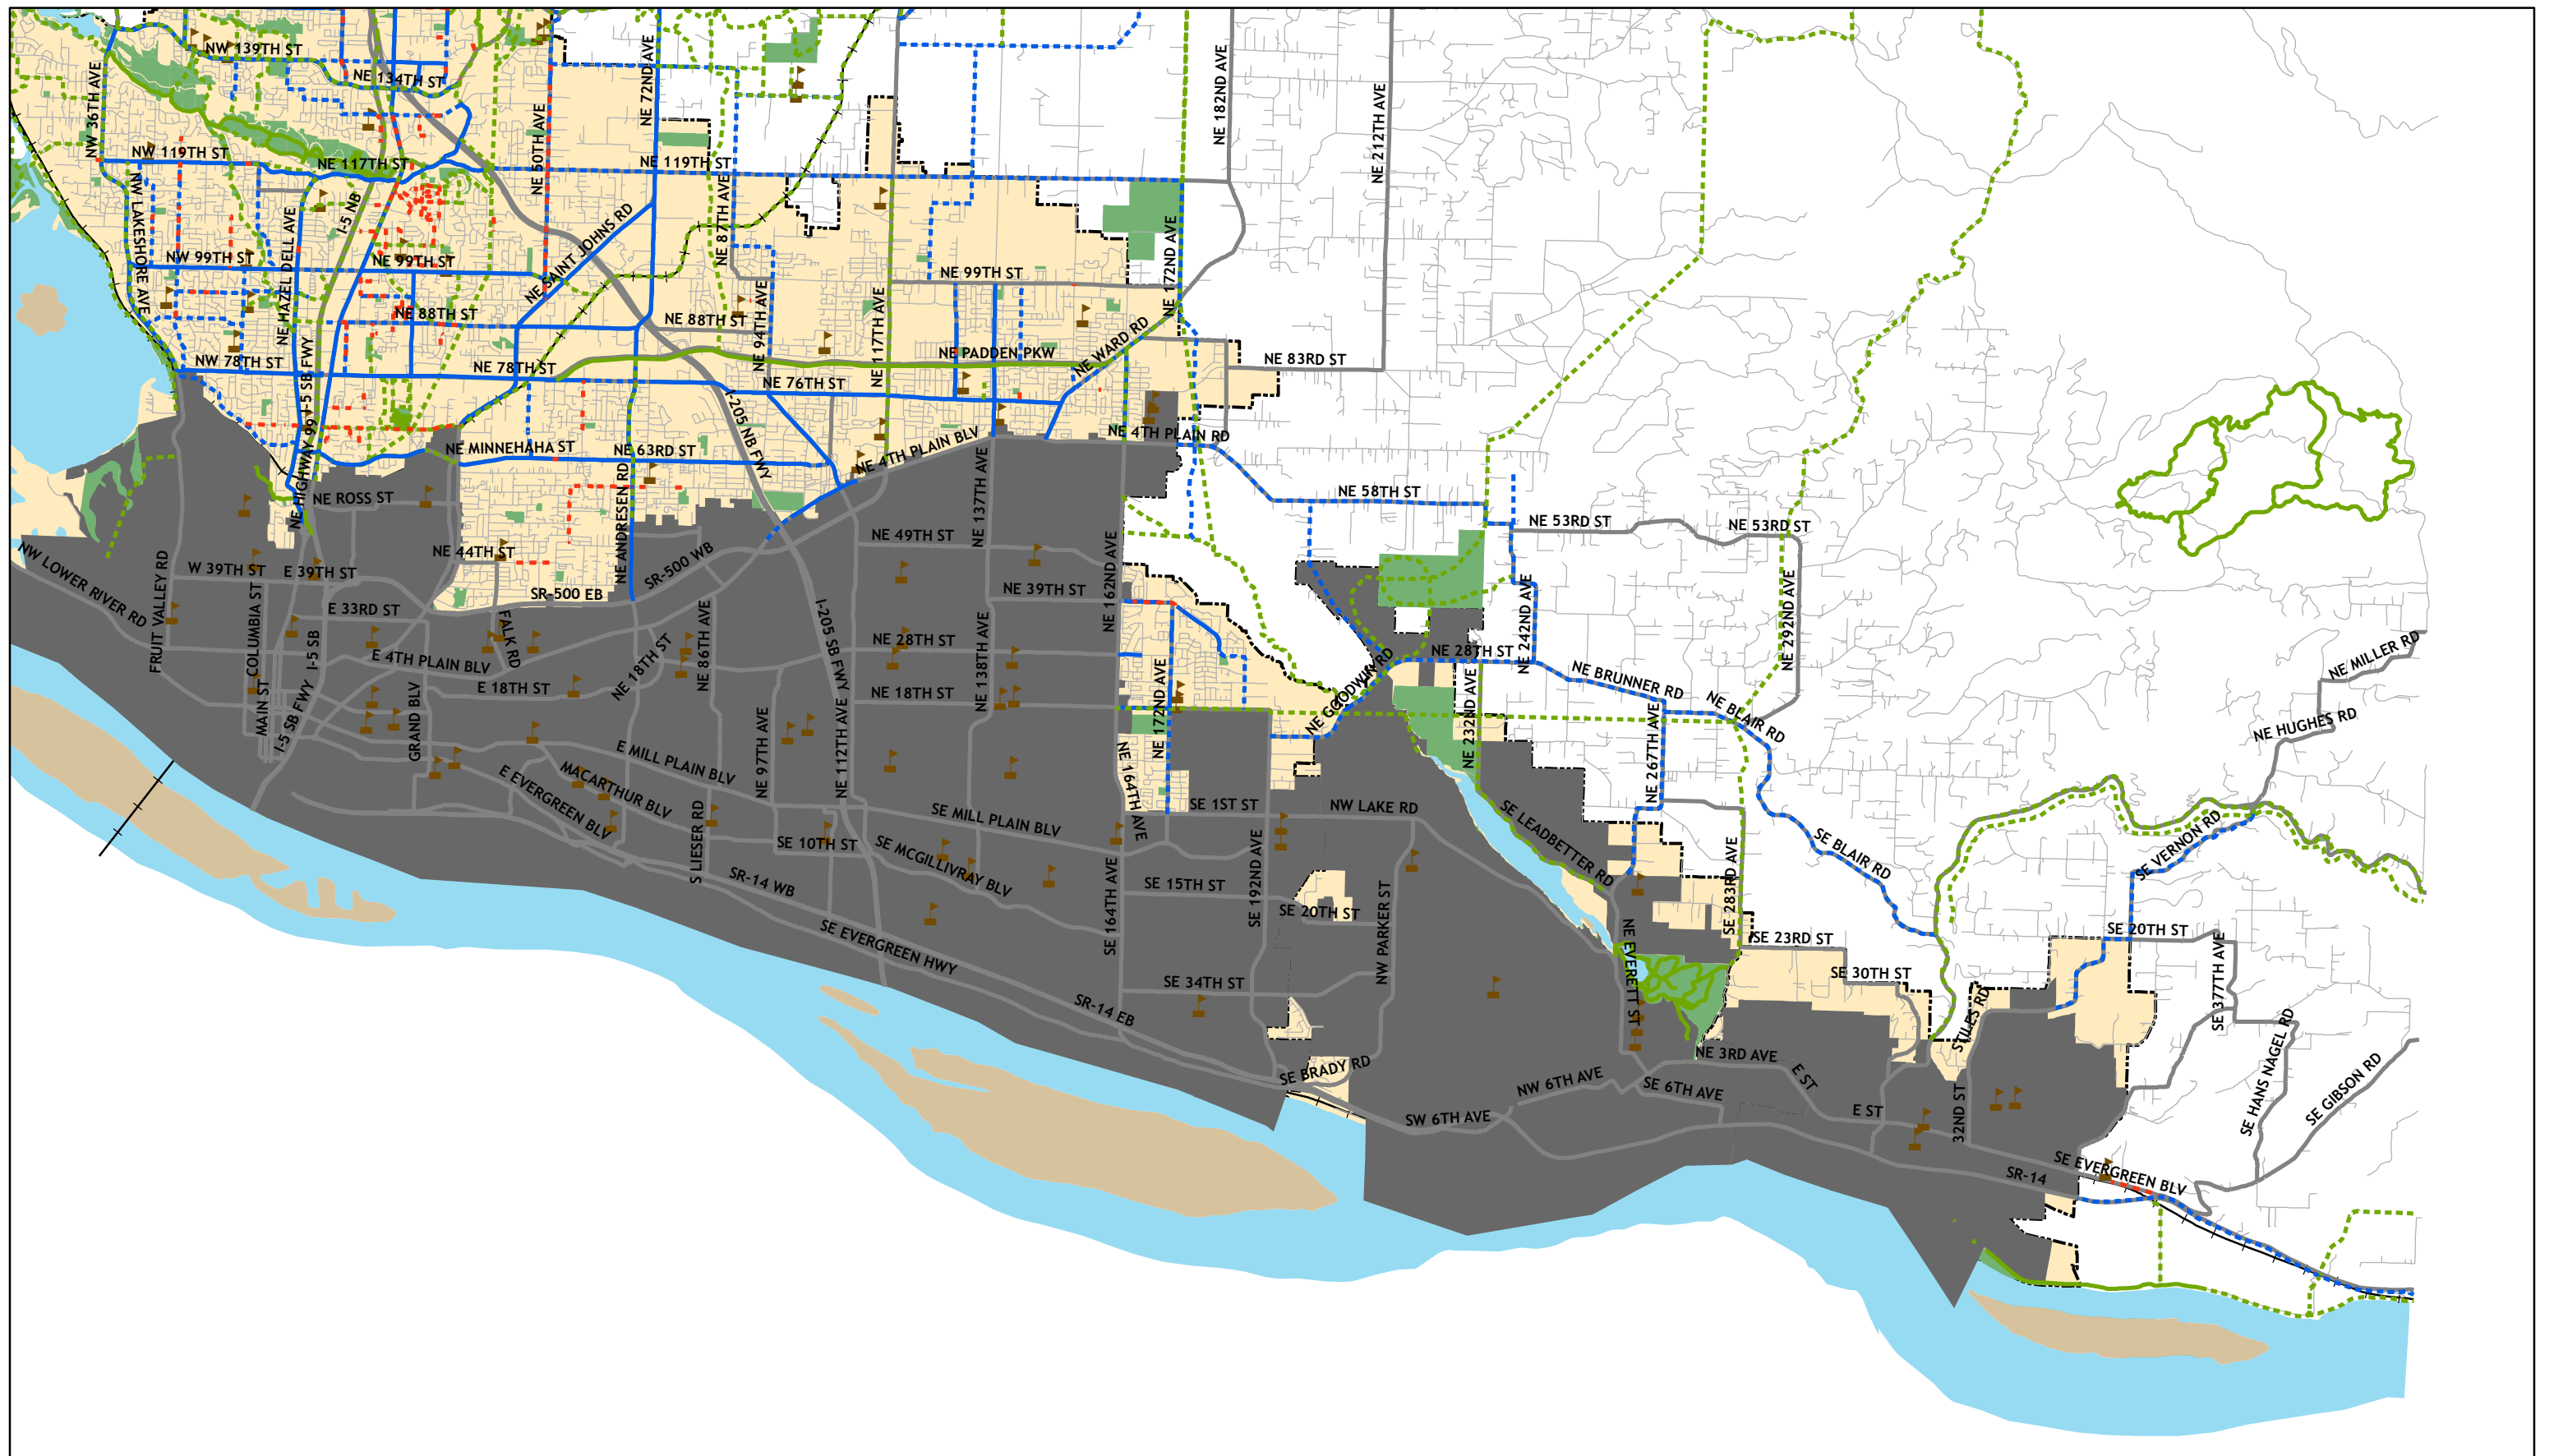 NW 139TH ST
NE 134TH ST
NW 36TH AVE
NE 72ND AVE
NE 182ND AVE
NE 212TH AVE
NE 50TH AVE
NW 119TH ST
NE 117TH ST
NE 119TH ST
NW LAKESHORE AVE
NE HAZEL DELL AVE
I-5 NB
NE SAINT JOHNS RD
NE 87TH AVE
NE 172ND AVE
NW 99TH ST
NE 99TH ST
NE 99TH ST
NE 94TH AVE
NE 117TH AVE
NE 88TH ST
NE 88TH ST
NE WARD RD
NW 78TH ST
NE 78TH ST
NE PADDEN PKW
NE 76TH ST
NE 83RD ST
I-5 SB FWY
NE HIGHWAY 99
I-205 NB FWY
NE MINNEHAHA ST
NE 63RD ST
NE 4TH PLAIN BLV
NE 4TH PLAIN RD
NE ROSS ST
NE ANDRESEN RD
NE 137TH AVE
NE 58TH ST
NE 53RD ST
NE 53RD ST
NW LOWER RIVER RD
FRUIT VALLEY RD
W 39TH ST
E 39TH ST
NE 44TH ST
SR-500 WB
SR-500 EB
NE 49TH ST
NE 39TH ST
NE 162ND AVE
COLUMBIA ST
E 33RD ST
FALK RD
I-5 SB
E 4TH PLAIN BLV
E 18TH ST
NE 18TH ST
NE 86TH AVE
I-205 SB FWY
NE 28TH ST
NE 18TH ST
NE 138TH AVE
NE 172ND AVE
NE GOODWIN RD
NE 28TH ST
NE 242ND AVE
NE 292ND AVE
NE BRUNNER RD
NE BLAIR RD
NE 232ND AVE
NE 267TH AVE
NE MILLER RD
NE HUGHES RD
MAIN ST
I-5 SB FWY
GRAND BLV
E MILL PLAIN BLV
MACARTHUR BLV
E EVERGREEN BLV
NE 97TH AVE
NE 112TH AVE
NE 164TH AVE
S LIESER RD
SE MILL PLAIN BLV
SE 1ST ST
NW LAKE RD
SE LEADBETTER RD
SE BLAIR RD
SE VERNON RD
SE 10TH ST
SE MCGILLIVRAY BLV
SR-14 WB
SE 15TH ST
SE 192ND AVE
SE 20TH ST
NW PARKER ST
SE 283RD AVE
SE 164TH AVE
SE EVERGREEN HWY
NE EVERETT ST
SE 23RD ST
SE 30TH ST
SE 20TH ST
SE 377TH AVE
SE 34TH ST
SR-14 EB
STILES RD
SE HANS NAGEL RD
SE GIBSON RD
SE BRADY RD
NE 3RD AVE
NW 6TH AVE
SE 6TH AVE
E ST
SW 6TH AVE
E ST
32ND ST
SE EVERGREEN BLV
SR-14